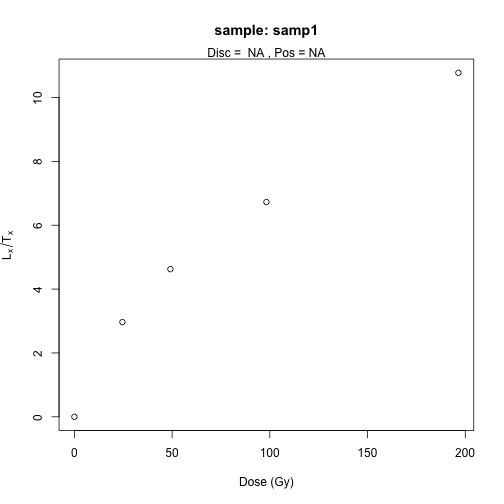 sample: samp1
Disc =  NA , Pos = NA
10
8
6
4
2
0
Lx/Tx
0 50 100 150 200
Dose (Gy)